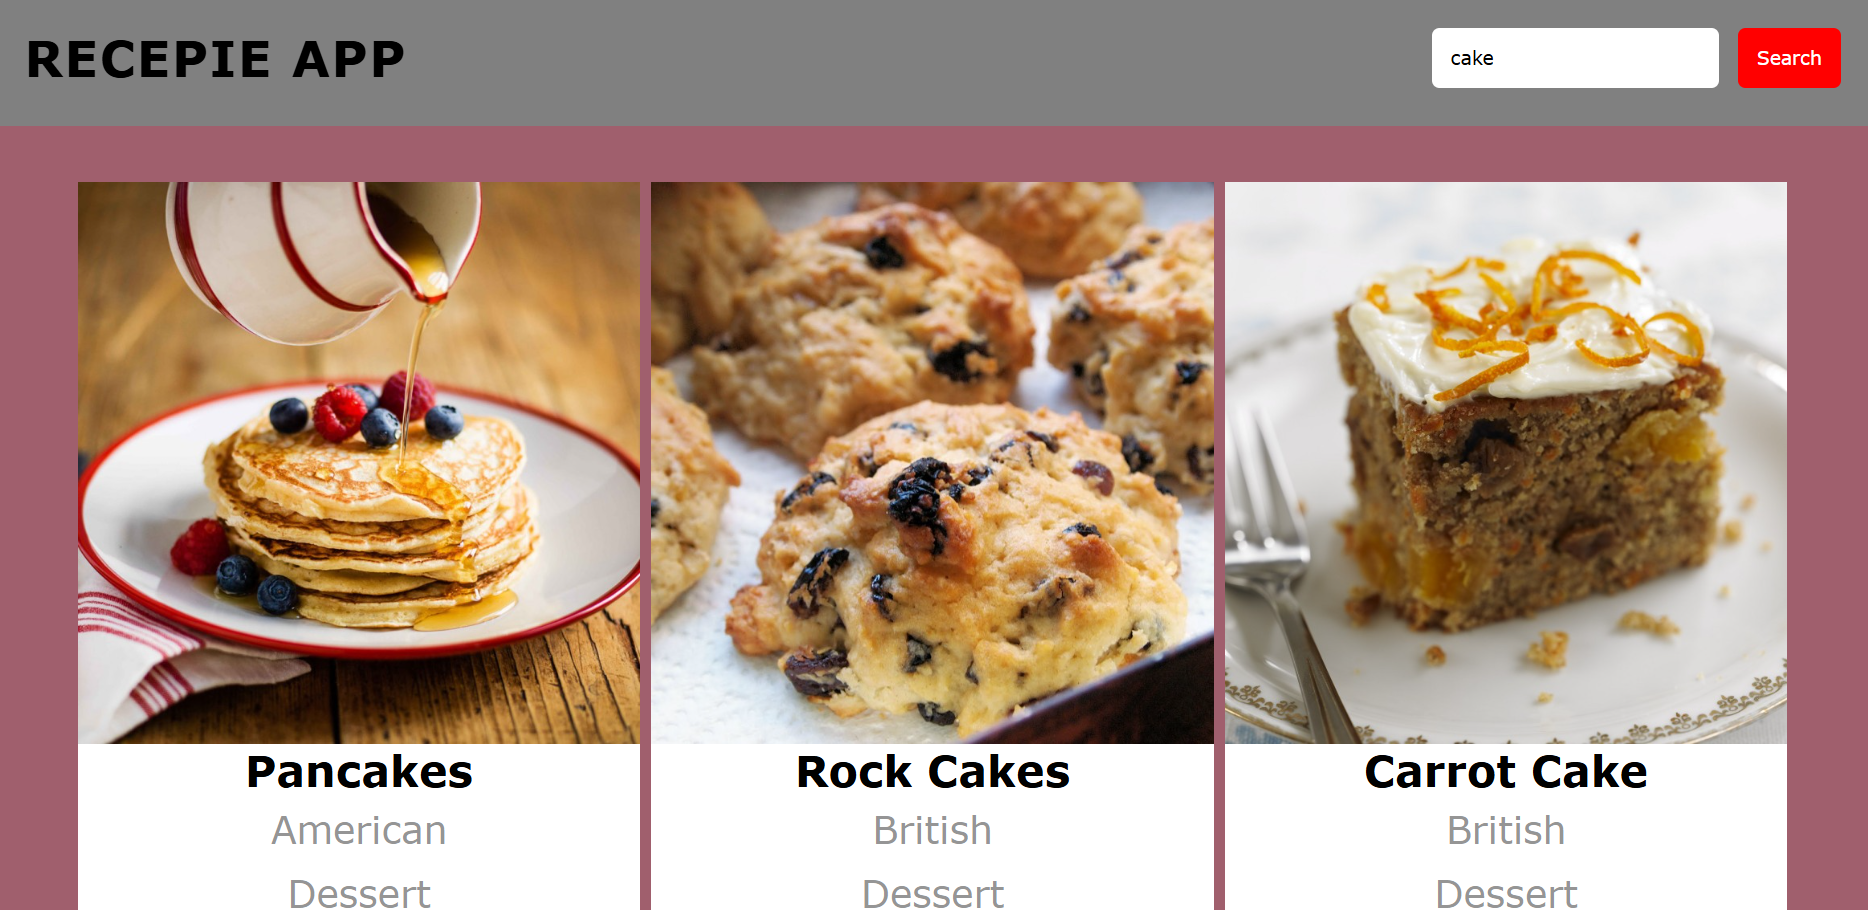 RECEPIE APP
cake
Search
Pancakes
American
Dessert
Rock Cakes
British
Dessert
Carrot Cake
British
Dessert